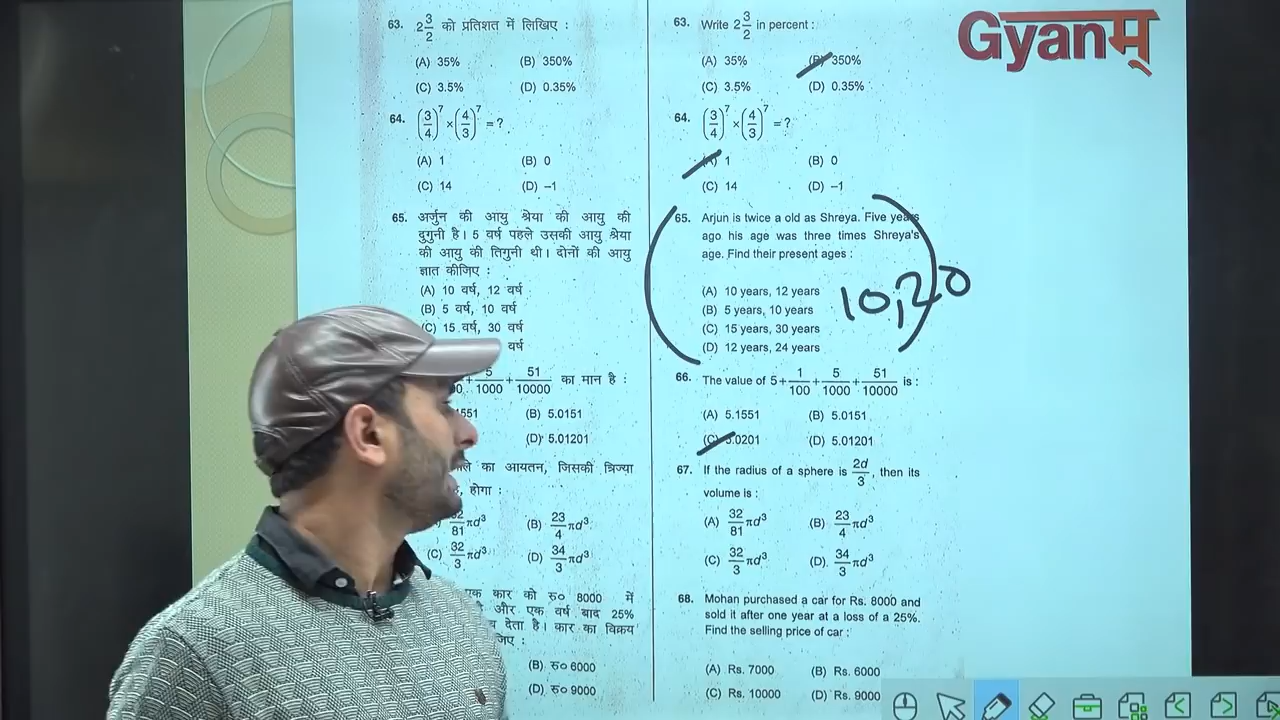 Gyanम्
63. 2 3/2 को प्रतिशत में लिखिए :
(A) 35% (B) 350%
(C) 3.5% (D) 0.35%
64. (3/4)^7 × (4/3)^7 = ?
(A) 1 (B) 0
(C) 14 (D) –1
65. अर्जुन की आयु श्रेया की आयु की
दुगुनी है। 5 वर्ष पहले उसकी आयु श्रेया
की आयु की तिगुनी थी। दोनों की आयु
ज्ञात कीजिए :
(A) 10 वर्ष, 12 वर्ष
(B) 5 वर्ष, 10 वर्ष
(C) 15 वर्ष, 30 वर्ष
वर्ष
+ 5/1000 + 51/10000 का मान है :
1551 (B) 5.0151
(D) 5.01201
का आयतन, जिसकी त्रिज्या
, होगा :
32/81 πd³ (B) 23/4 πd³
(C) 32/3 πd³ (D) 34/3 πd³
एक कार को रु० 8000 में
और एक वर्ष बाद 25%
देता है। कार का विक्रय
(B) रु० 6000
(D) रु० 9000
63. Write 2 3/2 in percent :
(A) 35% (B) 350%
(C) 3.5% (D) 0.35%
64. (3/4)^7 × (4/3)^7 = ?
(A) 1 (B) 0
(C) 14 (D) –1
65. Arjun is twice a old as Shreya. Five years
ago his age was three times Shreya's
age. Find their present ages :
(A) 10 years, 12 years
(B) 5 years, 10 years
(C) 15 years, 30 years
(D) 12 years, 24 years
10,20
66. The value of 5 + 1/100 + 5/1000 + 51/10000 is :
(A) 5.1551 (B) 5.0151
(C) 5.0201 (D) 5.01201
67. If the radius of a sphere is 2d/3, then its
volume is :
(A) 32/81 πd³ (B) 23/4 πd³
(C) 32/3 πd³ (D). 34/3 πd³
68. Mohan purchased a car for Rs. 8000 and
sold it after one year at a loss of a 25%.
Find the selling price of car :
(A) Rs. 7000 (B) Rs. 6000
(C) Rs. 10000 (D) Rs. 9000